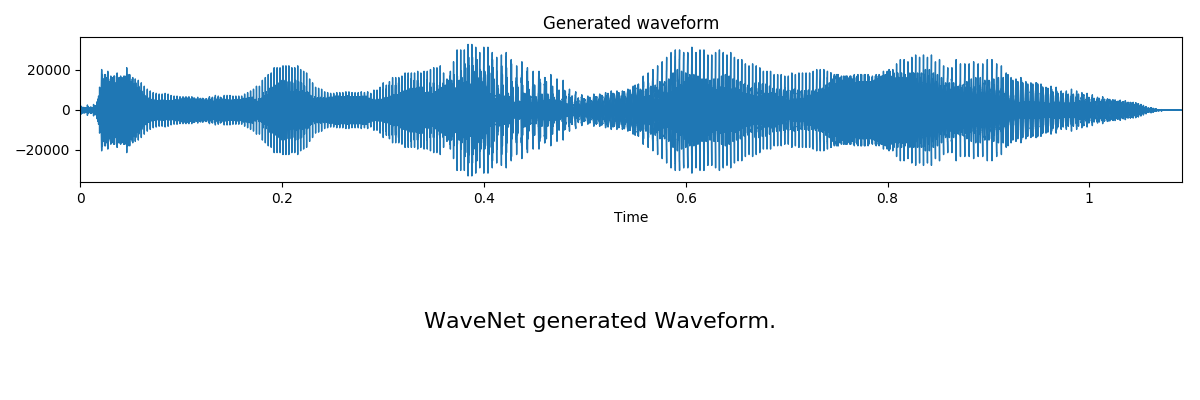 Generated waveform
20000
0
−20000
0 0.2 0.4 0.6 0.8 1
Time
WaveNet generated Waveform.